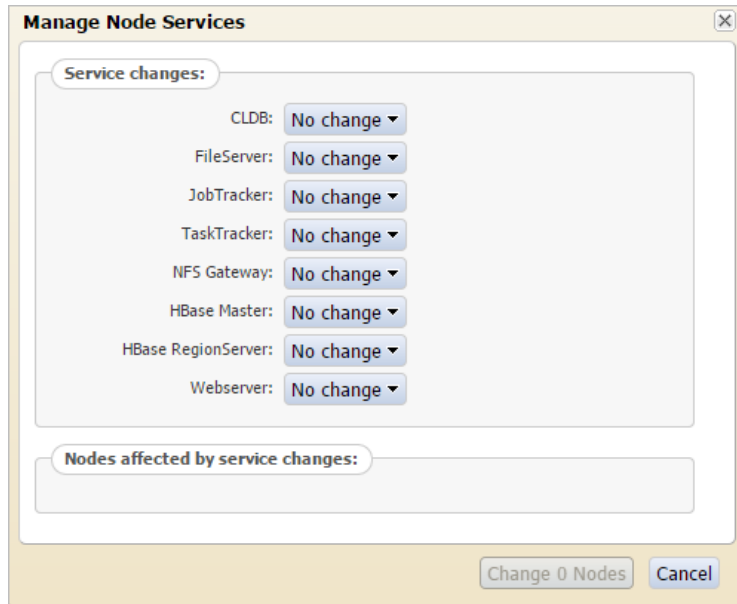 Manage Node Services
Service changes:
CLDB: No change
FileServer: No change
JobTracker: No change
TaskTracker: No change
NFS Gateway: No change
HBase Master: No change
HBase RegionServer: No change
Webserver: No change
Nodes affected by service changes:
Change 0 Nodes Cancel